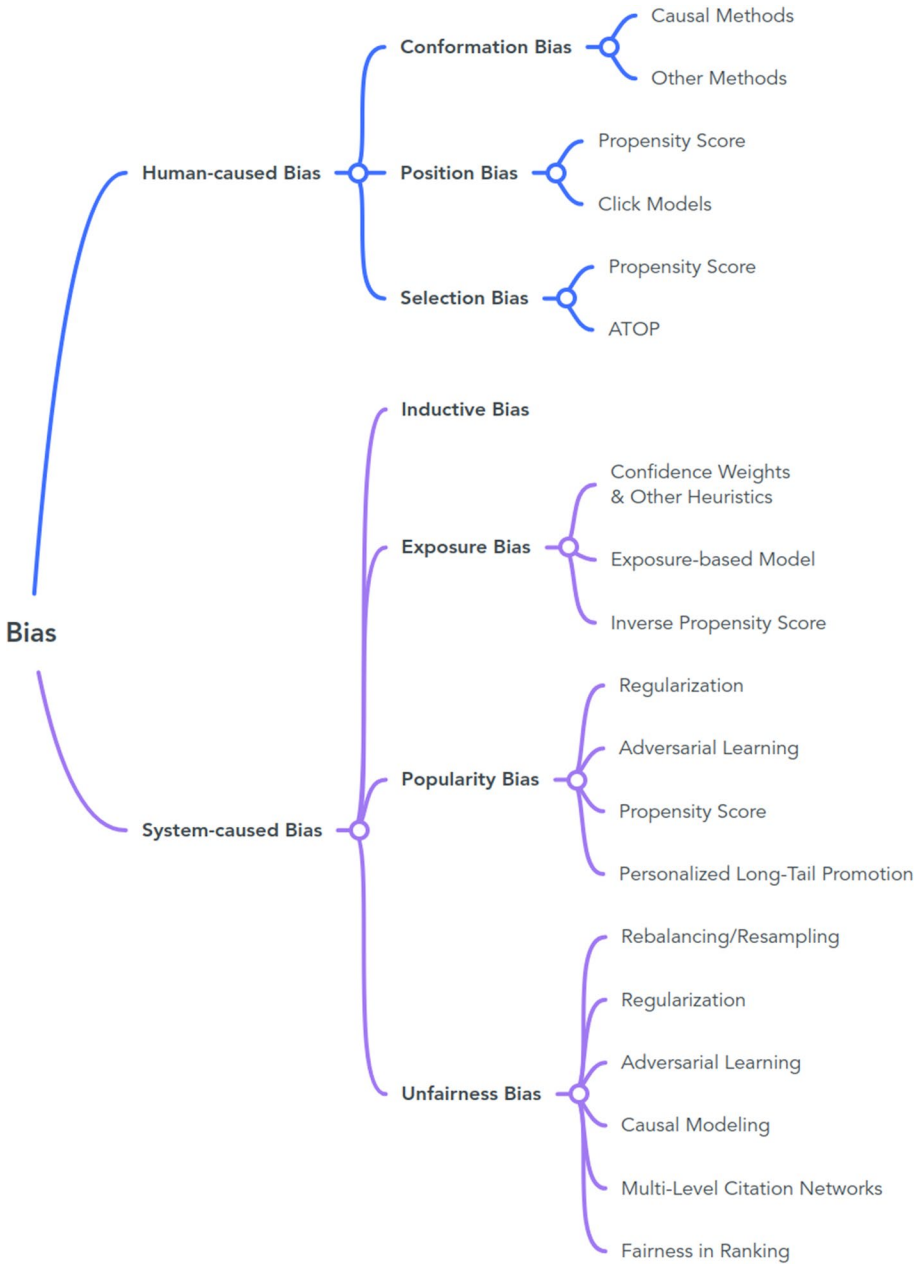 Causal Methods
Conformation Bias
Other Methods
Propensity Score
Human-caused Bias
Position Bias
Click Models
Propensity Score
Selection Bias
ATOP
Inductive Bias
Confidence Weights
& Other Heuristics
Exposure Bias
Exposure-based Model
Inverse Propensity Score
Bias
Regularization
Adversarial Learning
Popularity Bias
Propensity Score
System-caused Bias
Personalized Long-Tail Promotion
Rebalancing/Resampling
Regularization
Adversarial Learning
Unfairness Bias
Causal Modeling
Multi-Level Citation Networks
Fairness in Ranking